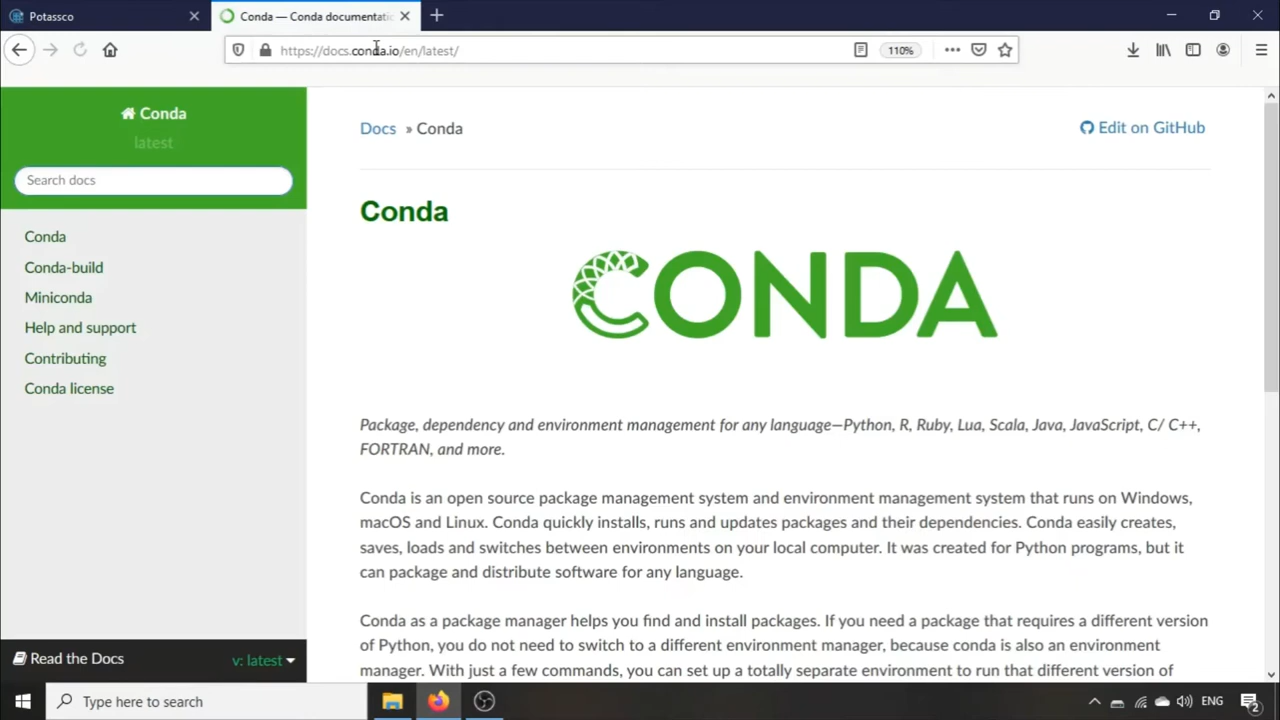 Potassco
Conda — Conda documentatio
https://docs.conda.io/en/latest/
110%
Conda
latest
Search docs
Conda
Conda-build
Miniconda
Help and support
Contributing
Conda license
Read the Docs
v: latest
Docs » Conda
Edit on GitHub
Conda
CONDA
Package, dependency and environment management for any language—Python, R, Ruby, Lua, Scala, Java, JavaScript, C/ C++,
FORTRAN, and more.
Conda is an open source package management system and environment management system that runs on Windows,
macOS and Linux. Conda quickly installs, runs and updates packages and their dependencies. Conda easily creates,
saves, loads and switches between environments on your local computer. It was created for Python programs, but it
can package and distribute software for any language.
Conda as a package manager helps you find and install packages. If you need a package that requires a different version
of Python, you do not need to switch to a different environment manager, because conda is also an environment
manager. With just a few commands, you can set up a totally separate environment to run that different version of
Type here to search
ENG
2